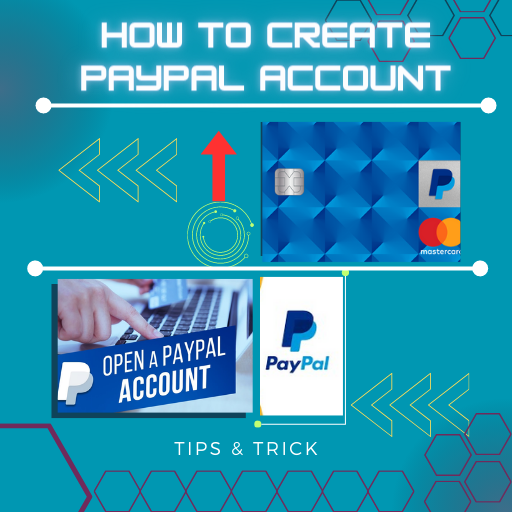 HOW TO CREATE
PAYPAL ACCOUNT
mastercard
OPEN A PAYPAL
ACCOUNT
PayPal
TIPS & TRICK